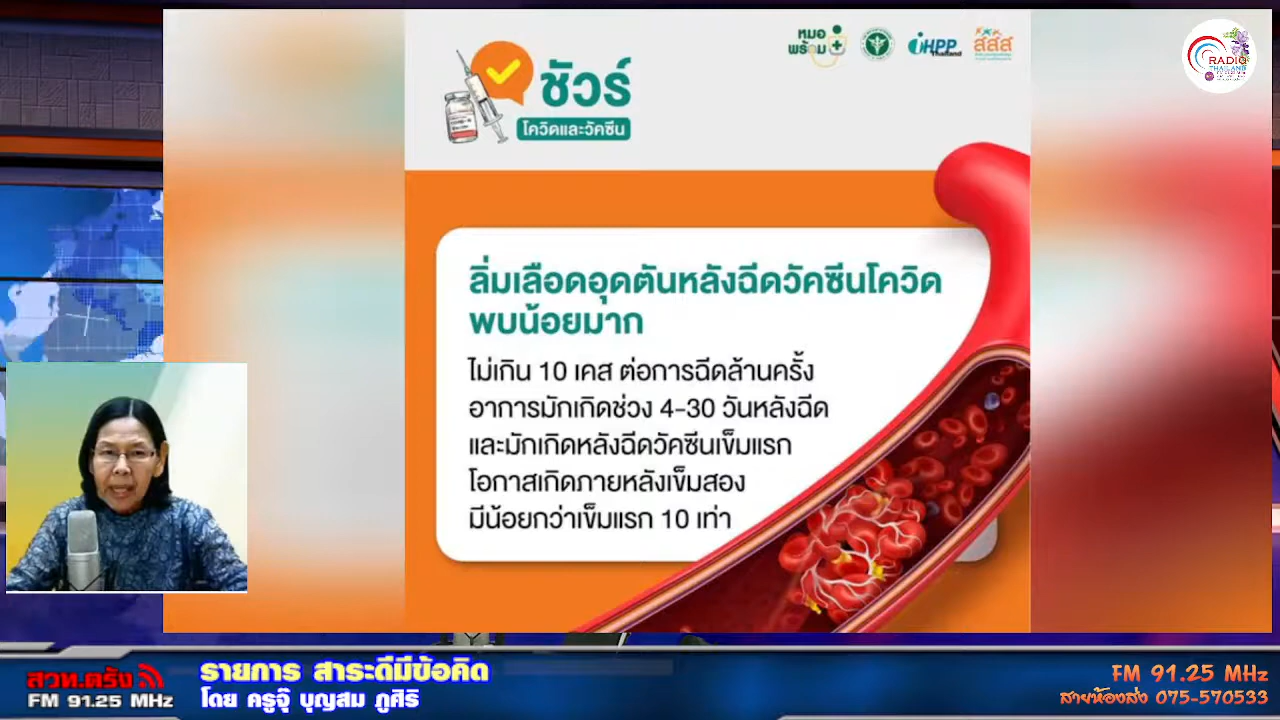 หมอ
พร้อม
iHPP
Thailand
สสส
RADIO
THAILAND
ชัวร์
โควิดและวัคซีน
ลิ่มเลือดอุดตันหลังฉีดวัคซีนโควิด
พบน้อยมาก
ไม่เกิน 10 เคส ต่อการฉีดล้านครั้ง
อาการมักเกิดช่วง 4-30 วันหลังฉีด
และมักเกิดหลังฉีดวัคซีนเข็มแรก
โอกาสเกิดภายหลังเข็มสอง
มีน้อยกว่าเข็มแรก 10 เท่า
สวท.ตรัง
FM 91.25 MHz
รายการ สาระดีมีข้อคิด
โดย ครูจุ๊ บุญสม ภูศิริ
FM 91.25 MHz
สายห้องส่ง 075-570533